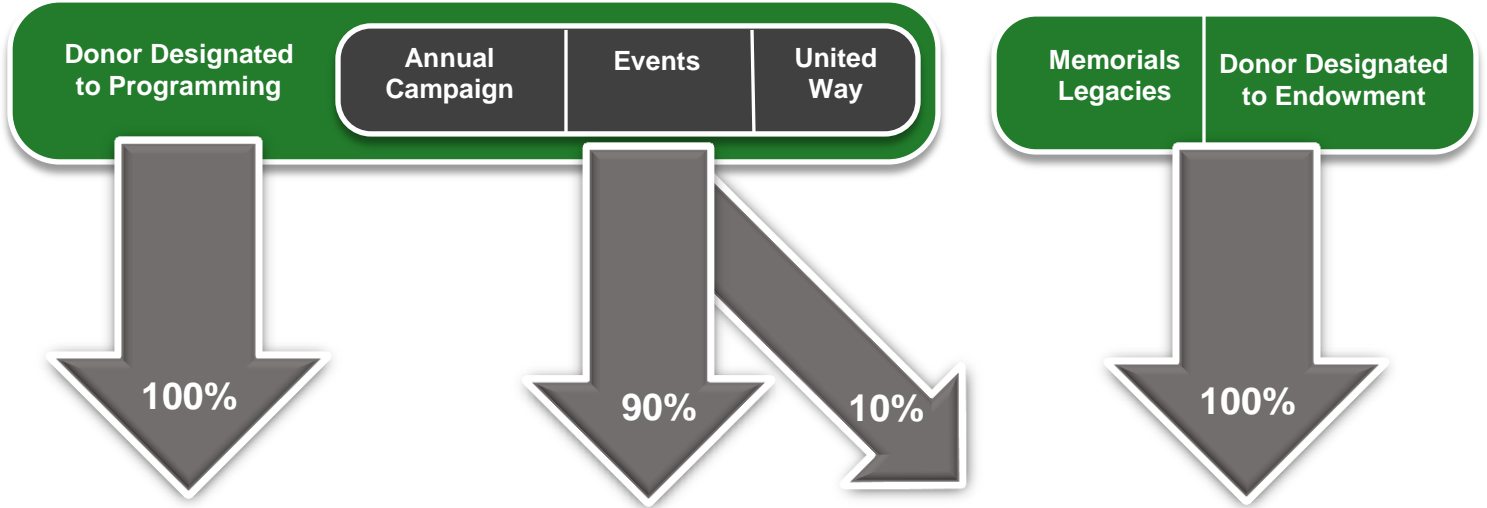 Donor Designated
to Programming
Annual
Campaign
Events
United
Way
Memorials
Legacies
Donor Designated
to Endowment
100%
90%
10%
100%